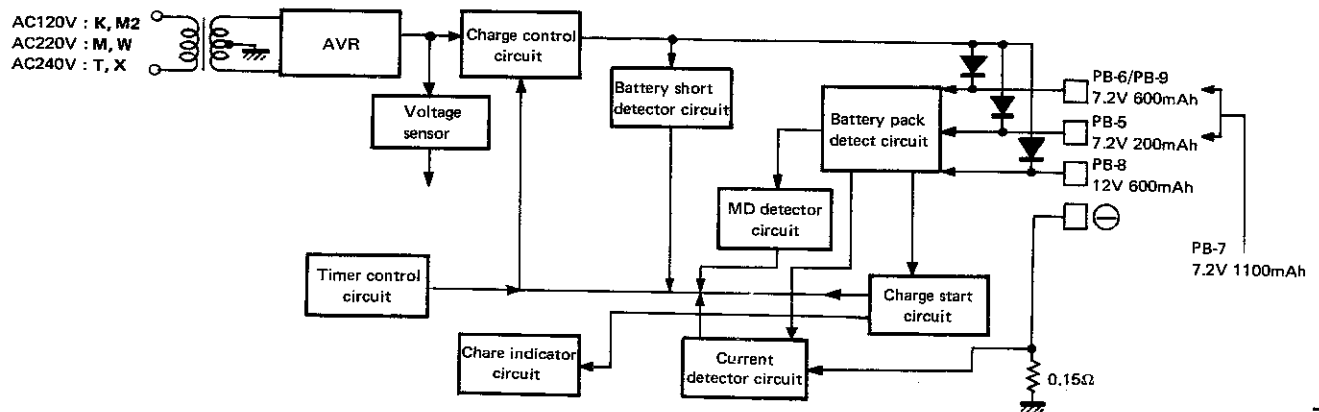 AC120V : K, M2
AC220V : M, W
AC240V : T, X
AVR
Charge control
circuit
Voltage
sensor
Battery short
detector circuit
Battery pack
detect circuit
PB-6/PB-9
7.2V 600mAh
PB-5
7.2V 200mAh
PB-8
12V 600mAh
MD detector
circuit
PB-7
7.2V 1100mAh
Timer control
circuit
Charge start
circuit
Chare indicator
circuit
Current
detector circuit
0.15Ω